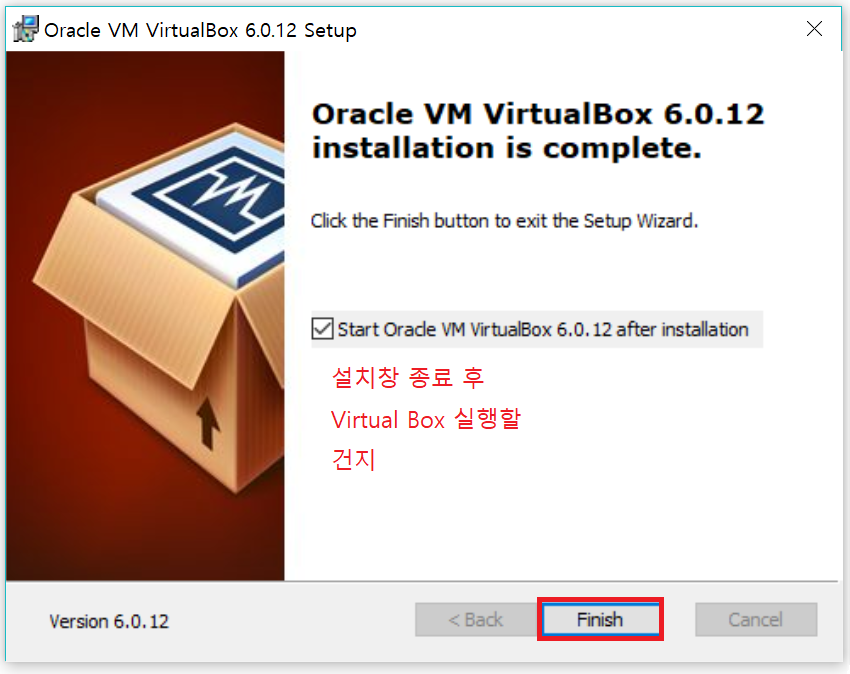 Oracle VM VirtualBox 6.0.12 Setup
Oracle VM VirtualBox 6.0.12
installation is complete.
Click the Finish button to exit the Setup Wizard.
Start Oracle VM VirtualBox 6.0.12 after installation
설치창 종료 후
Virtual Box 실행할
건지
Version 6.0.12
< Back
Finish
Cancel